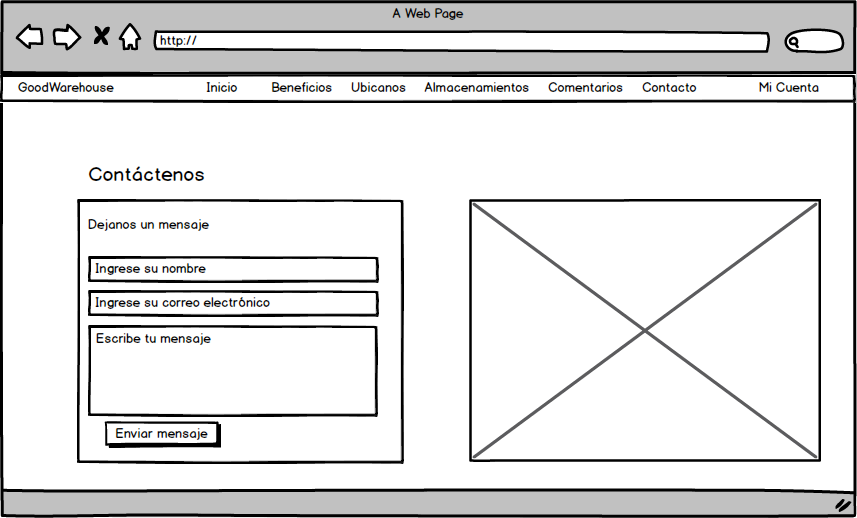 A Web Page
http://
GoodWarehouse Inicio Beneficios Ubicanos Almacenamientos Comentarios Contacto Mi Cuenta
Contáctenos
Dejanos un mensaje
Ingrese su nombre
Ingrese su correo electrónico
Escribe tu mensaje
Enviar mensaje